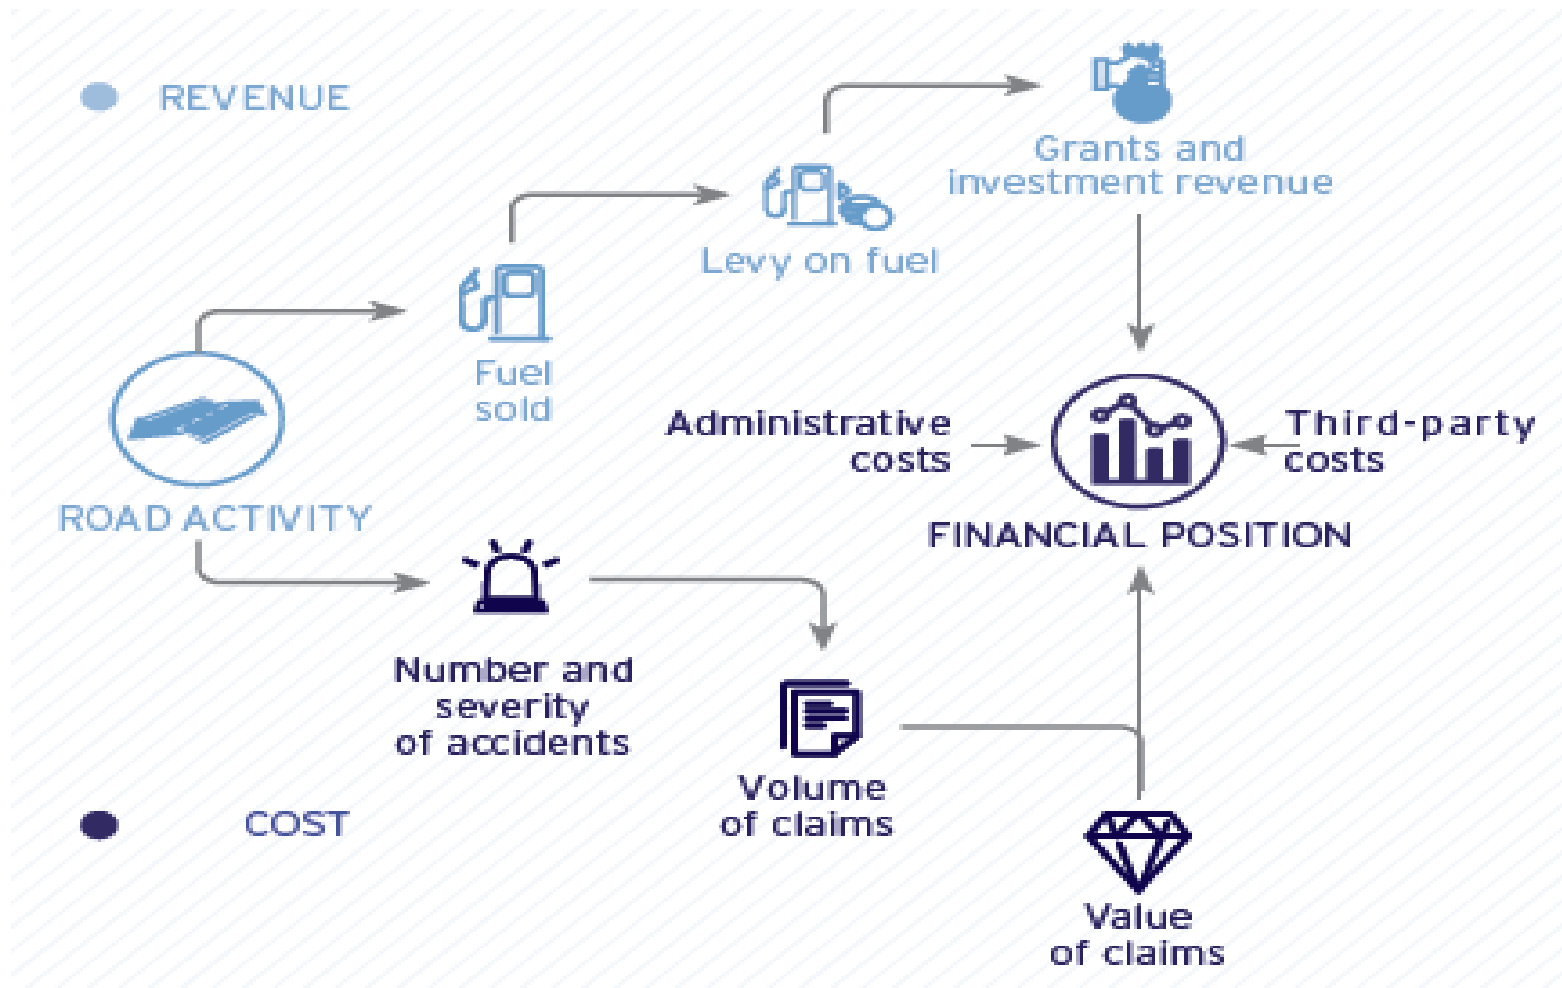 REVENUE
Grants and
investment revenue
Levy on fuel
Fuel
sold
Administrative
costs
Third-party
costs
ROAD ACTIVITY
FINANCIAL POSITION
Number and
severity
of accidents
Volume
of claims
COST
Value
of claims